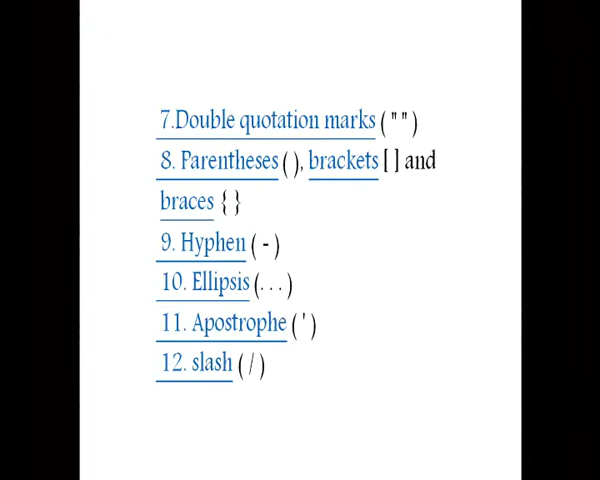 7.Double quotation marks ( " " )
8. Parentheses ( ), brackets [ ] and
braces { }
9. Hyphen ( - )
10. Ellipsis (. . . )
11. Apostrophe ( ' )
12. slash ( / )